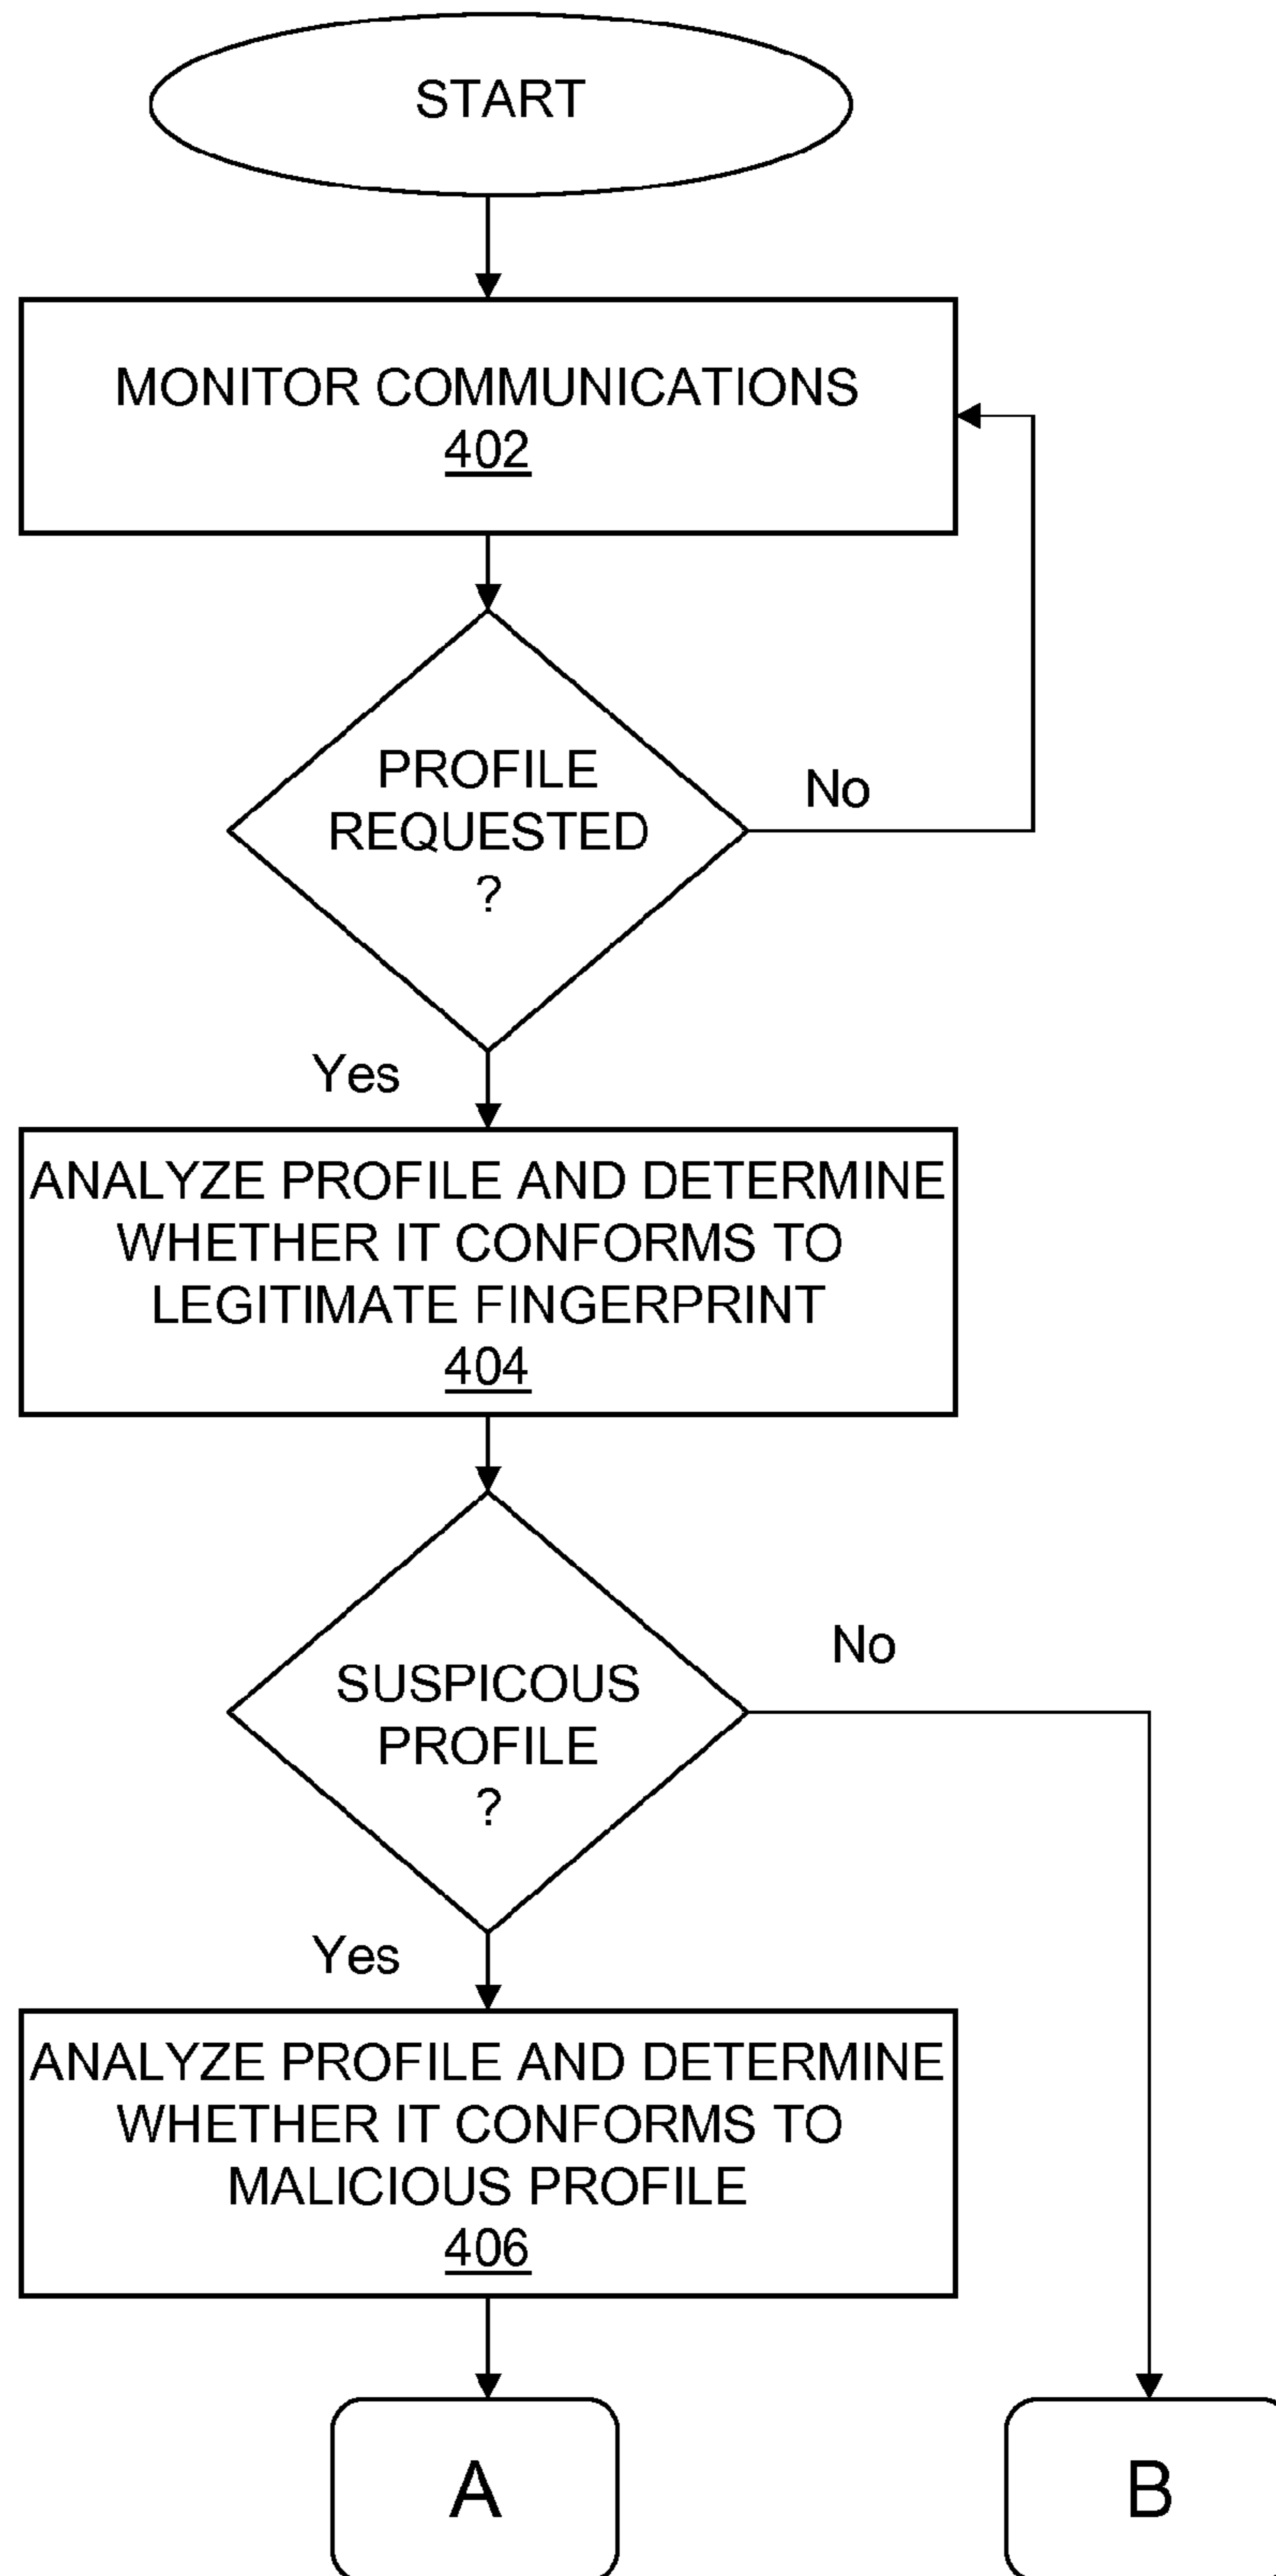 START
MONITOR COMMUNICATIONS
402
PROFILE
REQUESTED
?
No
Yes
ANALYZE PROFILE AND DETERMINE
WHETHER IT CONFORMS TO
LEGITIMATE FINGERPRINT
404
SUSPICOUS
PROFILE
?
No
Yes
ANALYZE PROFILE AND DETERMINE
WHETHER IT CONFORMS TO
MALICIOUS PROFILE
406
A
B